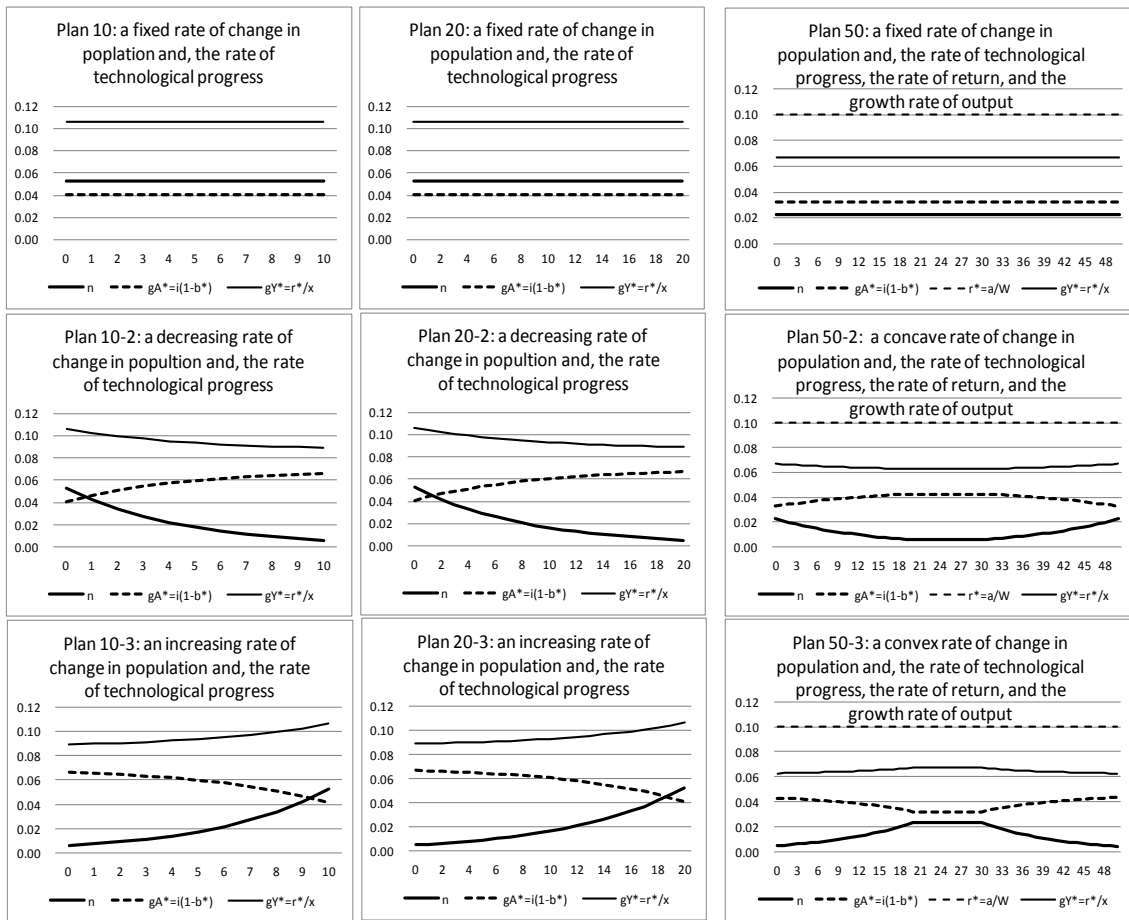 Plan 10: a fixed rate of change in
poplation and, the rate of
technological progress
0.12
0.10
0.08
0.06
0.04
0.02
0.00
0 1 2 3 4 5 6 7 8 9 10
n gA*=i(1-b*) gY*=r*/x
Plan 20: a fixed rate of change in
population and, the rate of
technological progress
0.12
0.10
0.08
0.06
0.04
0.02
0.00
0 2 4 6 8 10 12 14 16 18 20
n gA*=i(1-b*) gY*=r*/x
Plan 50: a fixed rate of change in
population and, the rate of technological
progress, the rate of return, and the
growth rate of output
0.12
0.10
0.08
0.06
0.04
0.02
0.00
0 3 6 9 12 15 18 21 24 27 30 33 36 39 42 45 48
n gA*=i(1-b*) r*=a/W gY*=r*/x
Plan 10-2: a decreasing rate of
change in popultion and, the rate
of technological progress
0.12
0.10
0.08
0.06
0.04
0.02
0.00
0 1 2 3 4 5 6 7 8 9 10
n gA*=i(1-b*) gY*=r*/x
Plan 20-2: a decreasing rate of
change in popultion and, the rate
of technological progress
0.12
0.10
0.08
0.06
0.04
0.02
0.00
0 2 4 6 8 10 12 14 16 18 20
n gA*=i(1-b*) gY*=r*/x
Plan 50-2: a concave rate of change in
population and, the rate of technological
progress, the rate of return, and the
growth rate of output
0.12
0.10
0.08
0.06
0.04
0.02
0.00
0 3 6 9 12 15 18 21 24 27 30 33 36 39 42 45 48
n gA*=i(1-b*) r*=a/W gY*=r*/x
Plan 10-3: an increasing rate of
change in population and, the rate
of technological progress
0.12
0.10
0.08
0.06
0.04
0.02
0.00
0 1 2 3 4 5 6 7 8 9 10
n gA*=i(1-b*) gY*=r*/x
Plan 20-3: an increasing rate of
change in population and, the rate
of technological progress
0.12
0.10
0.08
0.06
0.04
0.02
0.00
0 2 4 6 8 10 12 14 16 18 20
n gA*=i(1-b*) gY*=r*/x
Plan 50-3: a convex rate of change in
population and, the rate of technological
progress, the rate of return, and the
growth rate of output
0.12
0.10
0.08
0.06
0.04
0.02
0.00
0 3 6 9 12 15 18 21 24 27 30 33 36 39 42 45 48
n gA*=i(1-b*) r*=a/W gY*=r*/x